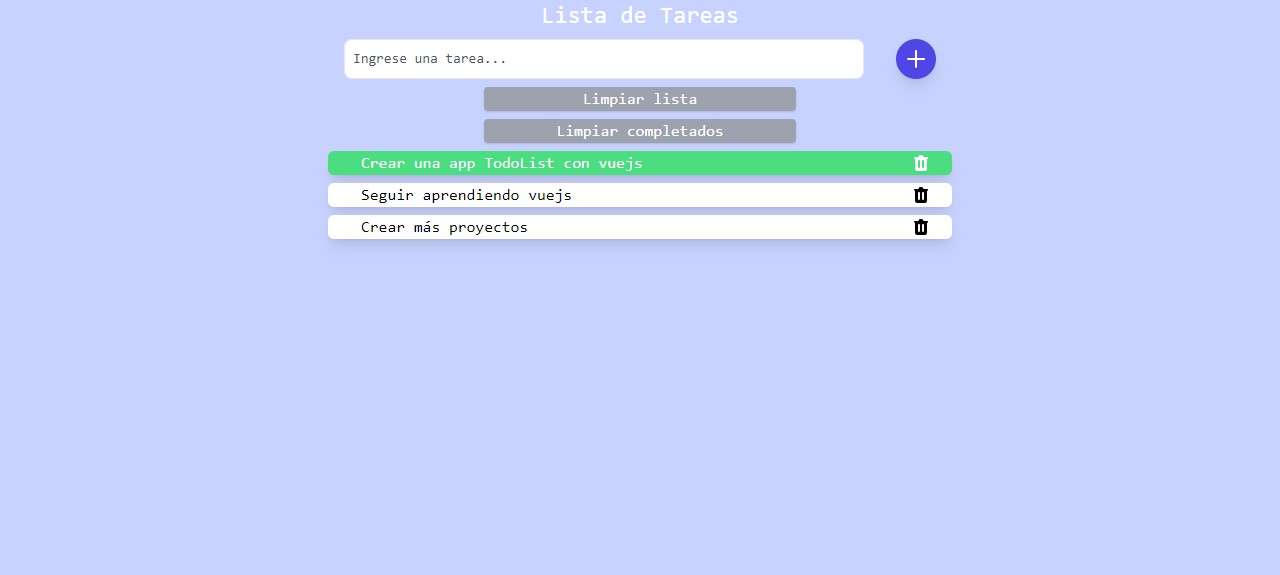 Lista de Tareas
Ingrese una tarea...
Limpiar lista
Limpiar completados
Crear una app TodoList con vuejs
Seguir aprendiendo vuejs
Crear más proyectos